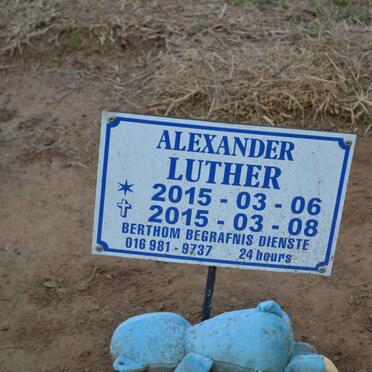 ALEXANDER
LUTHER
2015 - 03 - 06
2015 - 03 - 08
BERTHOM BEGRAFNIS DIENSTE
016 981 - 9737 24 hours